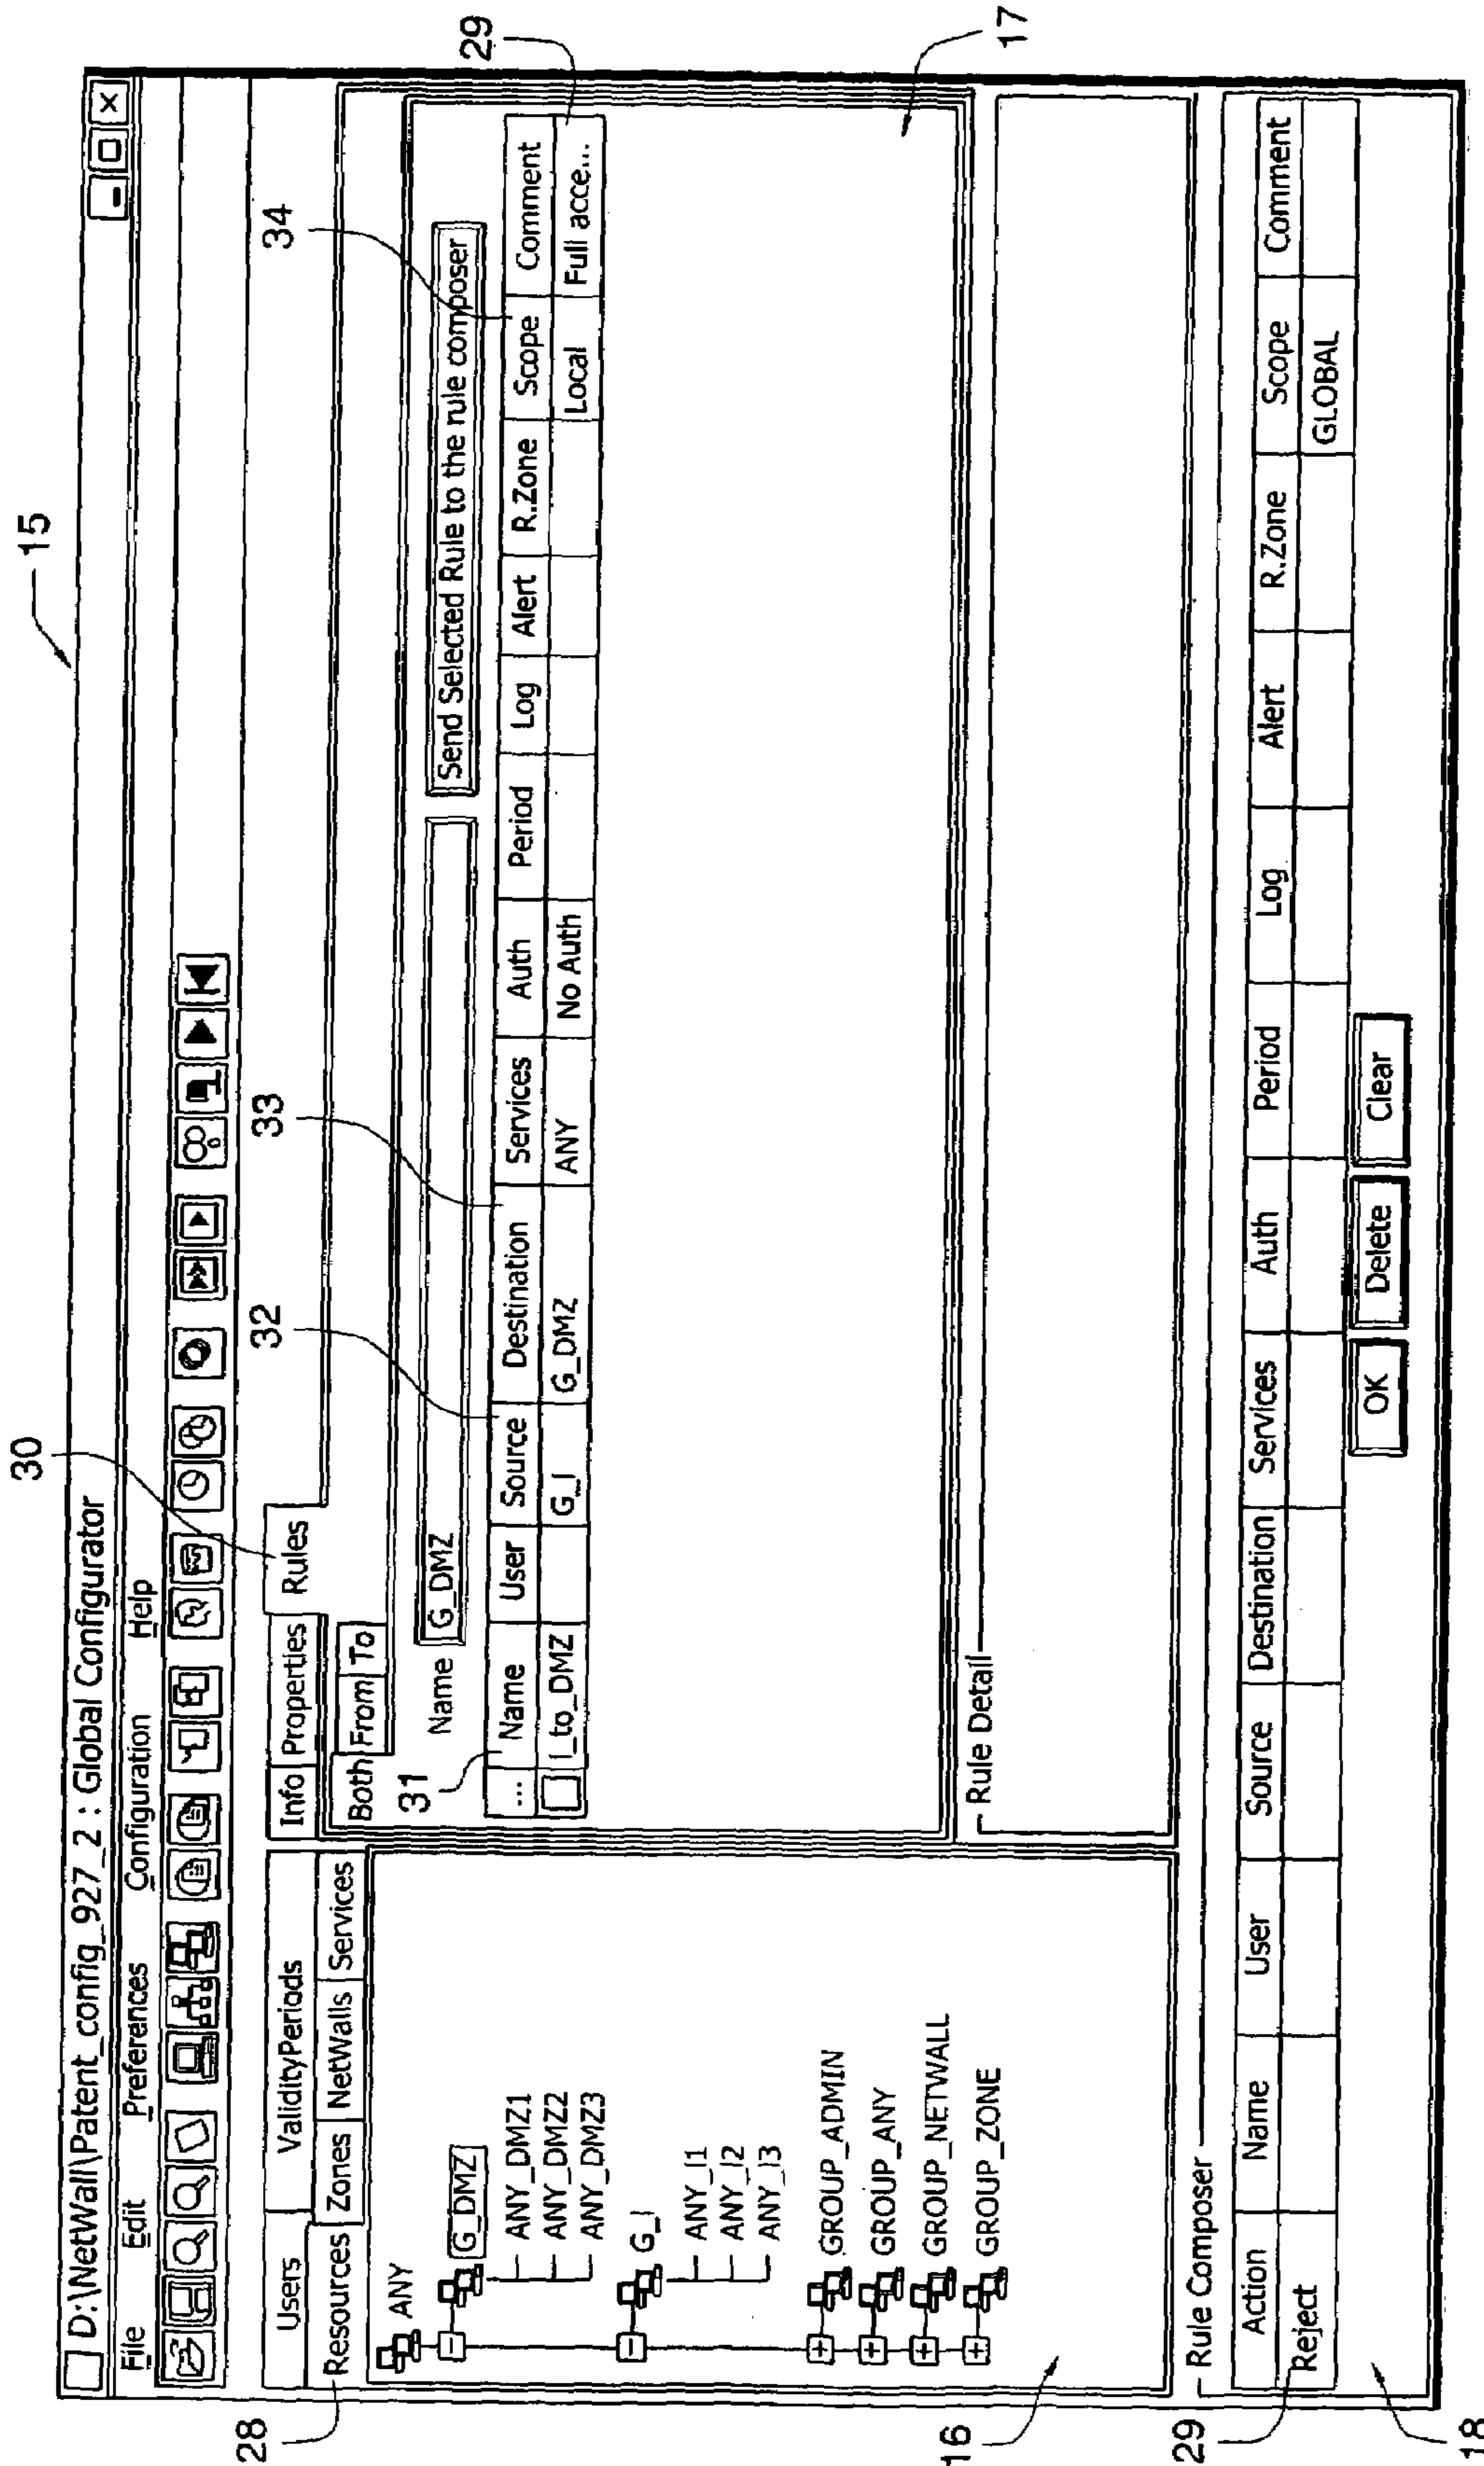 15
D:\NetWall\Patent_config_927_2 : Global Configurator
File Edit Preferences Configuration Help
30
28
Users ValidityPeriods
Resources Zones NetWalls Services
ANY
G_DMZ
ANY_DMZ1
ANY_DMZ2
ANY_DMZ3
G_I
ANY_I1
ANY_I2
ANY_I3
GROUP_ADMIN
GROUP_ANY
GROUP_NETWALL
GROUP_ZONE
16
Info Properties Rules
Both From To
31 32 33 34
Name G_DMZ Send Selected Rule to the rule composer
... Name User Source Destination Services Auth Period Log Alert R.Zone Scope Comment
I_to_DMZ G_I G_DMZ ANY No Auth Local Full acce...
29
17
Rule Detail
Rule Composer
Action Name User Source Destination Services Auth Period Log Alert R.Zone Scope Comment
29
Reject GLOBAL
OK Delete Clear
18